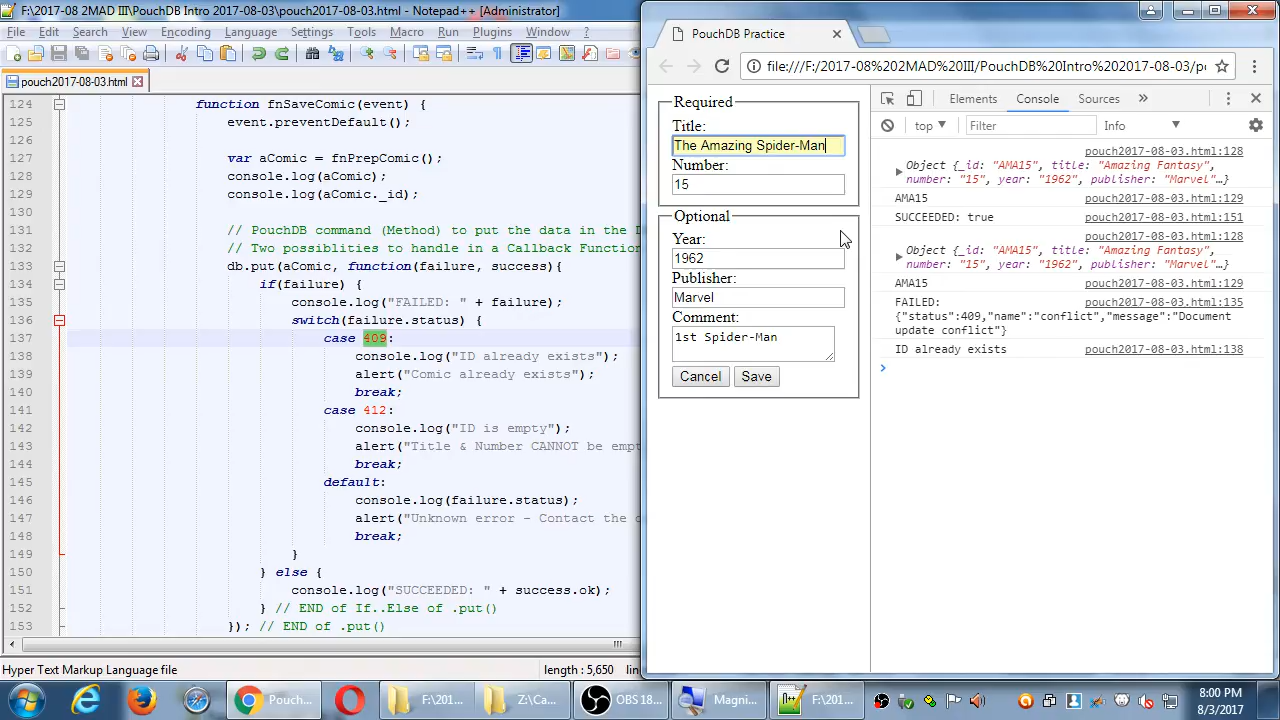 F:\2017-08 2MAD III\PouchDB Intro 2017-08-03\pouch2017-08-03.html - Notepad++ [Administrator]
File Edit Search View Encoding Language Settings Tools Macro Run Plugins Window ?
pouch2017-08-03.html
124 function fnSaveComic(event) {
125 event.preventDefault();
126
127 var aComic = fnPrepComic();
128 console.log(aComic);
129 console.log(aComic._id);
130
131 // PouchDB command (Method) to put the data in the D
132 // Two possiblities to handle in a Callback Function
133 db.put(aComic, function(failure, success){
134 if(failure) {
135 console.log("FAILED: " + failure);
136 switch(failure.status) {
137 case 409:
138 console.log("ID already exists");
139 alert("Comic already exists");
140 break;
141 case 412:
142 console.log("ID is empty");
143 alert("Title & Number CANNOT be empt
144 break;
145 default:
146 console.log(failure.status);
147 alert("Unknown error - Contact the d
148 break;
149 }
150 } else {
151 console.log("SUCCEEDED: " + success.ok);
152 } // END of If..Else of .put()
153 }); // END of .put()
Hyper Text Markup Language file length : 5,650 lin
PouchDB Practice
file:///F:/2017-08%202MAD%20III/PouchDB%20Intro%202017-08-03/po
Required
Title:
The Amazing Spider-Man
Number:
15
Optional
Year:
1962
Publisher:
Marvel
Comment:
1st Spider-Man
Cancel Save
Elements Console Sources
top Filter Info
pouch2017-08-03.html:128
Object {_id: "AMA15", title: "Amazing Fantasy",
number: "15", year: "1962", publisher: "Marvel"…}
AMA15 pouch2017-08-03.html:129
SUCCEEDED: true pouch2017-08-03.html:151
pouch2017-08-03.html:128
Object {_id: "AMA15", title: "Amazing Fantasy",
number: "15", year: "1962", publisher: "Marvel"…}
AMA15 pouch2017-08-03.html:129
FAILED: pouch2017-08-03.html:135
{"status":409,"name":"conflict","message":"Document
update conflict"}
ID already exists pouch2017-08-03.html:138
Pouch... F:\201... Z:\Ca... OBS 18... Magni... F:\201...
8:00 PM
8/3/2017